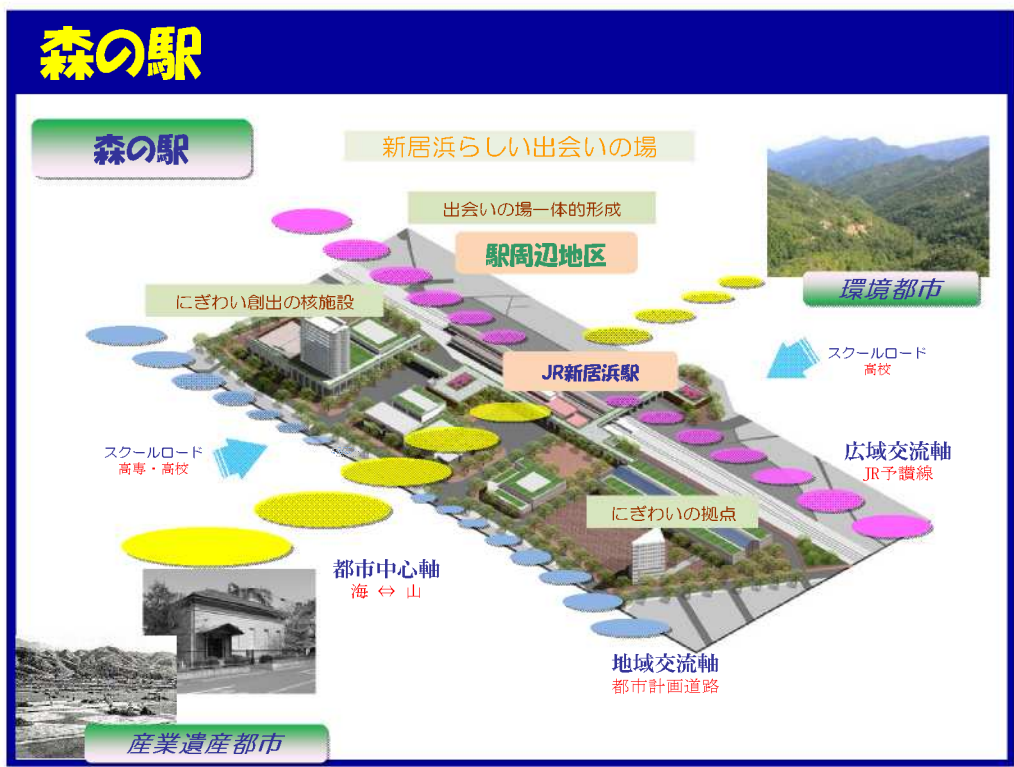 森の駅
森の駅
新居浜らしい出会いの場
出会いの場一体的形成
駅周辺地区
環境都市
にぎわい創出の核施設
JR新居浜駅
スクールロード
高校
スクールロード
高専・高校
広域交流軸
JR予讃線
にぎわいの拠点
都市中心軸
海 ⇔ 山
地域交流軸
都市計画道路
産業遺産都市